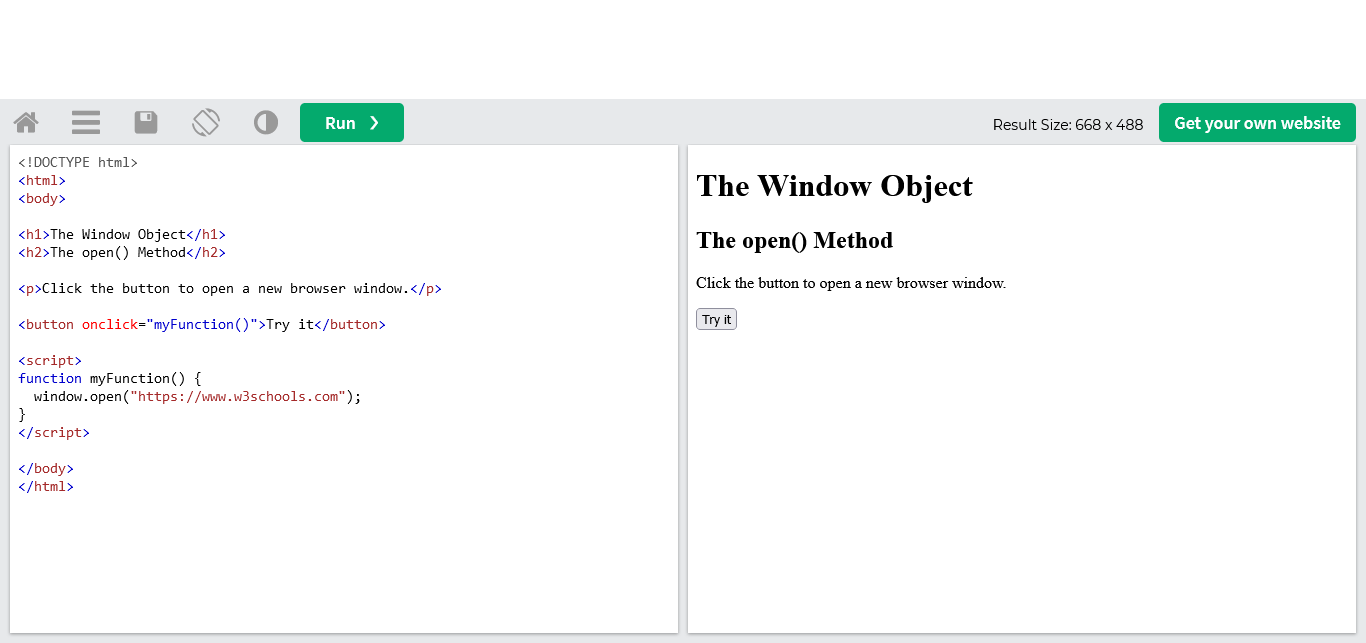 Run ❯
Result Size: 668 x 488
Get your own website
<!DOCTYPE html>
<html>
<body>
<h1>The Window Object</h1>
<h2>The open() Method</h2>
<p>Click the button to open a new browser window.</p>
<button onclick="myFunction()">Try it</button>
<script>
function myFunction() {
  window.open("https://www.w3schools.com");
}
</script>
</body>
</html>
The Window Object
The open() Method
Click the button to open a new browser window.
Try it